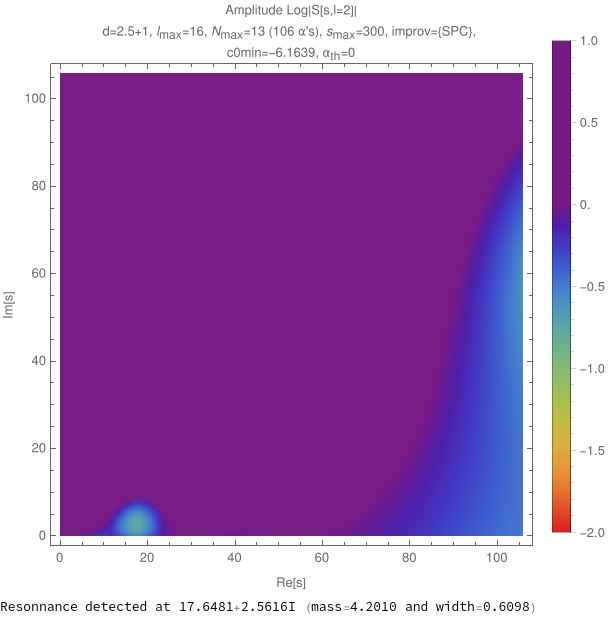 Amplitude Log|S[s,l=2]|
d=2.5+1, lmax=16, Nmax=13 (106 α's), smax=300, improv={SPC},
c0min=−6.1639, αth=0
1.0
0.5
0.
−0.5
−1.0
−1.5
−2.0
100
80
60
40
20
0
Im[s]
0 20 40 60 80 100
Re[s]
Resonnance detected at 17.6481+2.5616I (mass=4.2010 and width=0.6098)